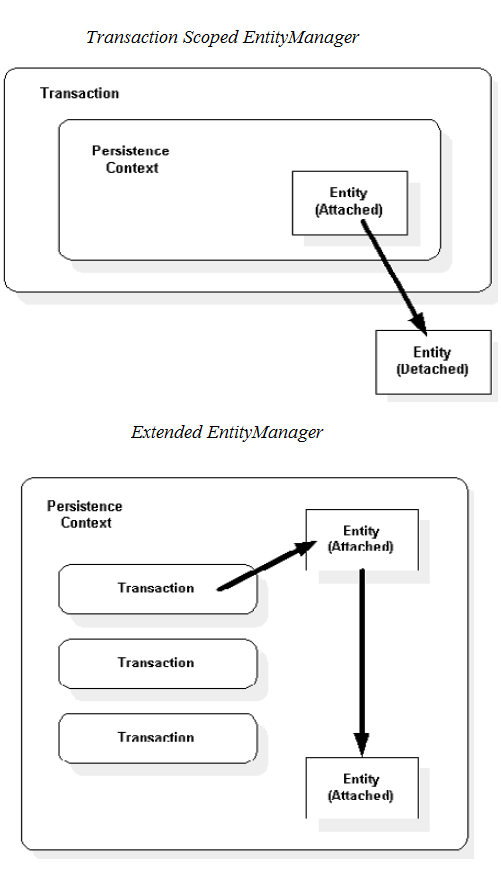 Transaction Scoped EntityManager
Transaction
Persistence
Context
Entity
(Attached)
Entity
(Detached)
Extended EntityManager
Persistence
Context
Entity
(Attached)
Transaction
Transaction
Transaction
Entity
(Attached)